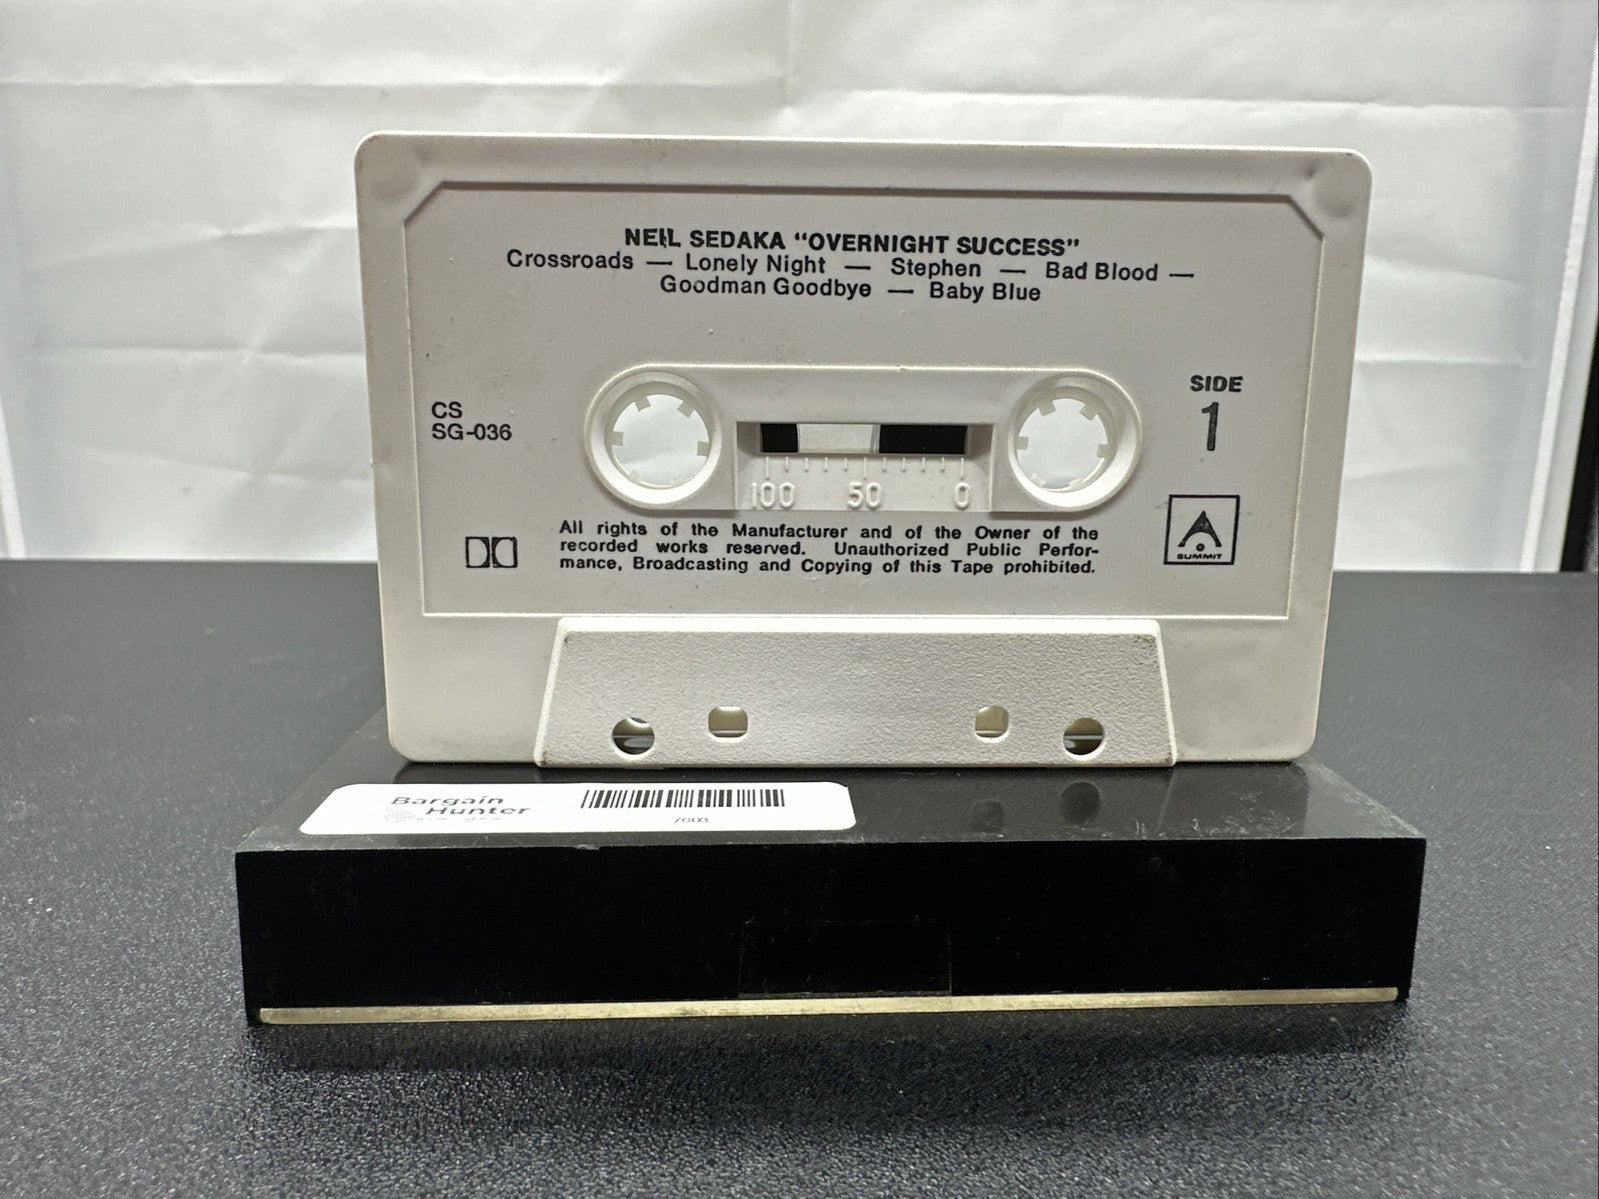 NEIL SEDAKA "OVERNIGHT SUCCESS"
Crossroads — Lonely Night — Stephen — Bad Blood —
Goodman Goodbye — Baby Blue
CS
SG-036
SIDE
1
100 50 0
All rights of the Manufacturer and of the Owner of the
recorded works reserved. Unauthorized Public Perfor-
mance, Broadcasting and Copying of this Tape prohibited.
SUMMIT
Bargain
Hunter